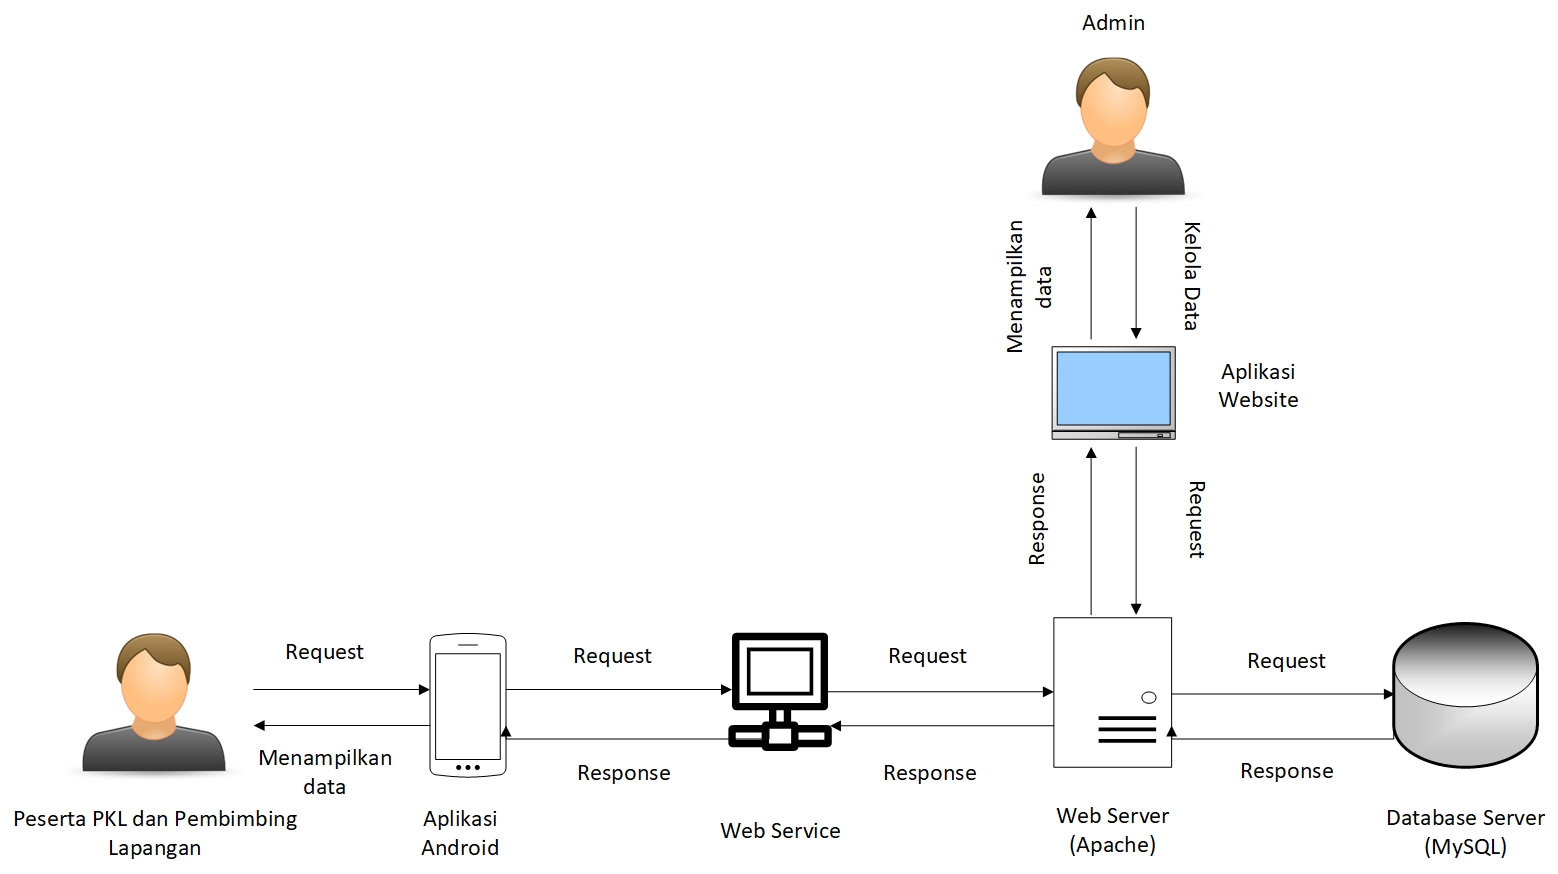 Admin
Menampilkan
data
Kelola Data
Aplikasi
Website
Response
Request
Request
Request
Request
Request
Menampilkan
data
Response
Response
Response
Peserta PKL dan Pembimbing
Lapangan
Aplikasi
Android
Web Service
Web Server
(Apache)
Database Server
(MySQL)